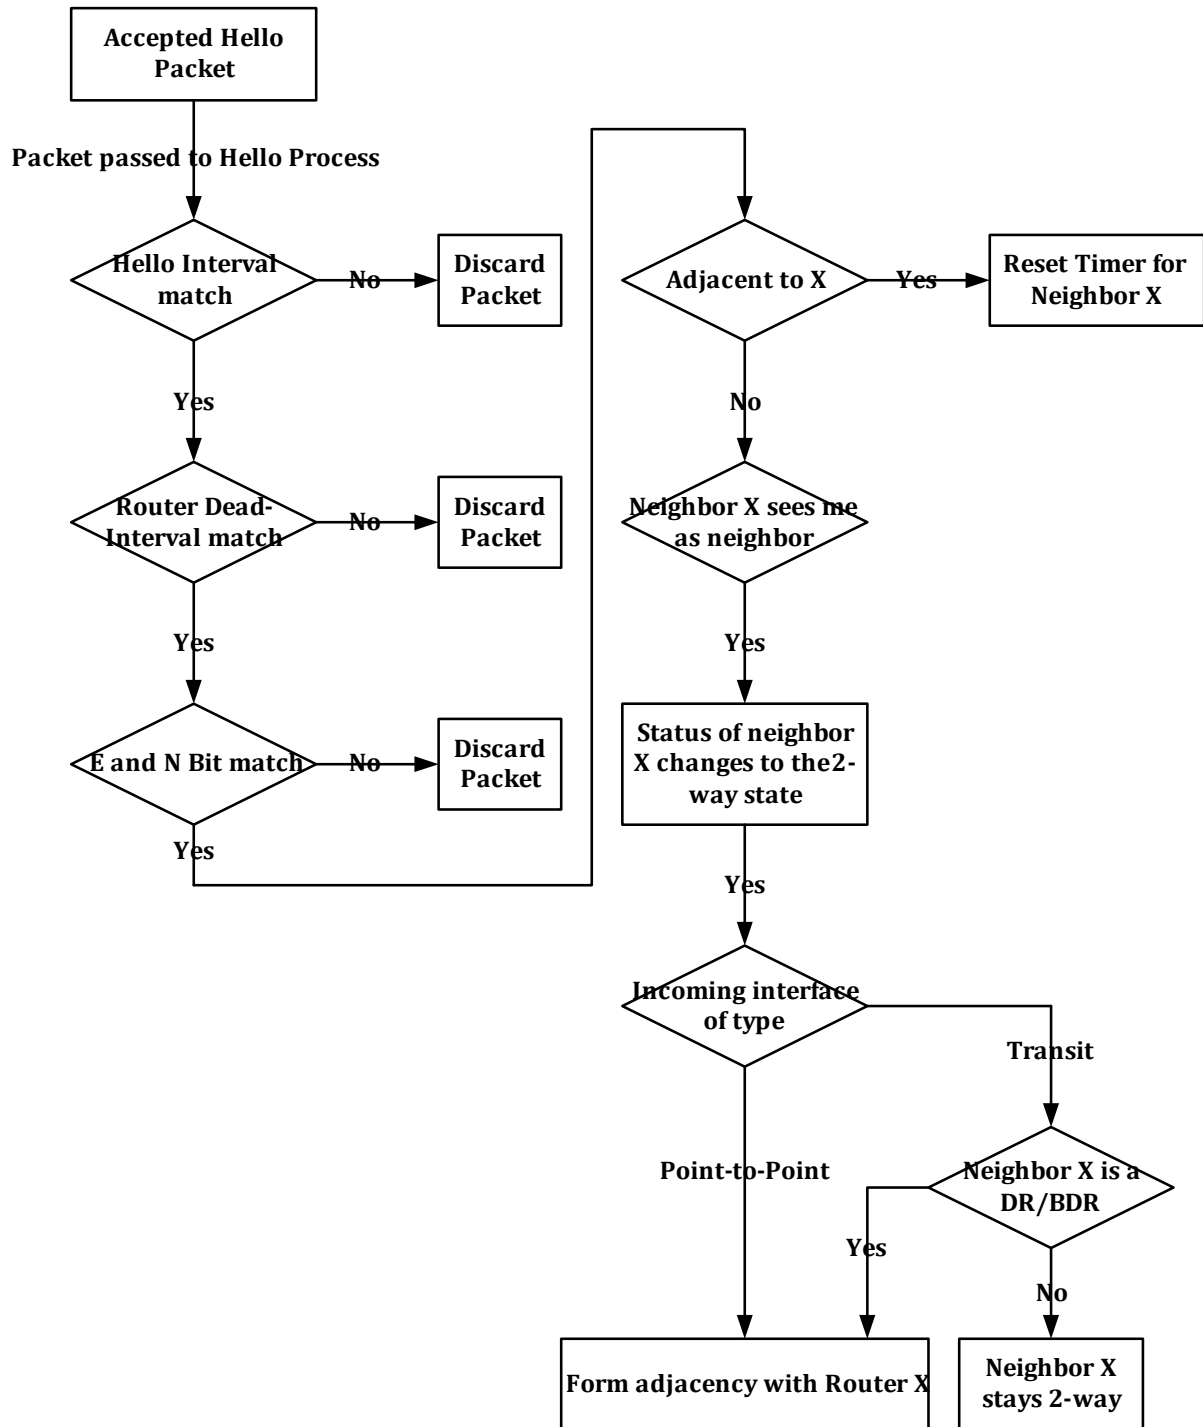 Accepted Hello
Packet
Packet passed to Hello Process
Hello Interval
match
No
Discard
Packet
Yes
Router Dead-
Interval match
No
Discard
Packet
Yes
E and N Bit match
No
Discard
Packet
Yes
Adjacent to X
Yes
Reset Timer for
Neighbor X
No
Neighbor X sees me
as neighbor
Yes
Status of neighbor
X changes to the 2-
way state
Yes
Incoming interface
of type
Transit
Point-to-Point
Neighbor X is a
DR/BDR
Yes
No
Form adjacency with Router X
Neighbor X
stays 2-way